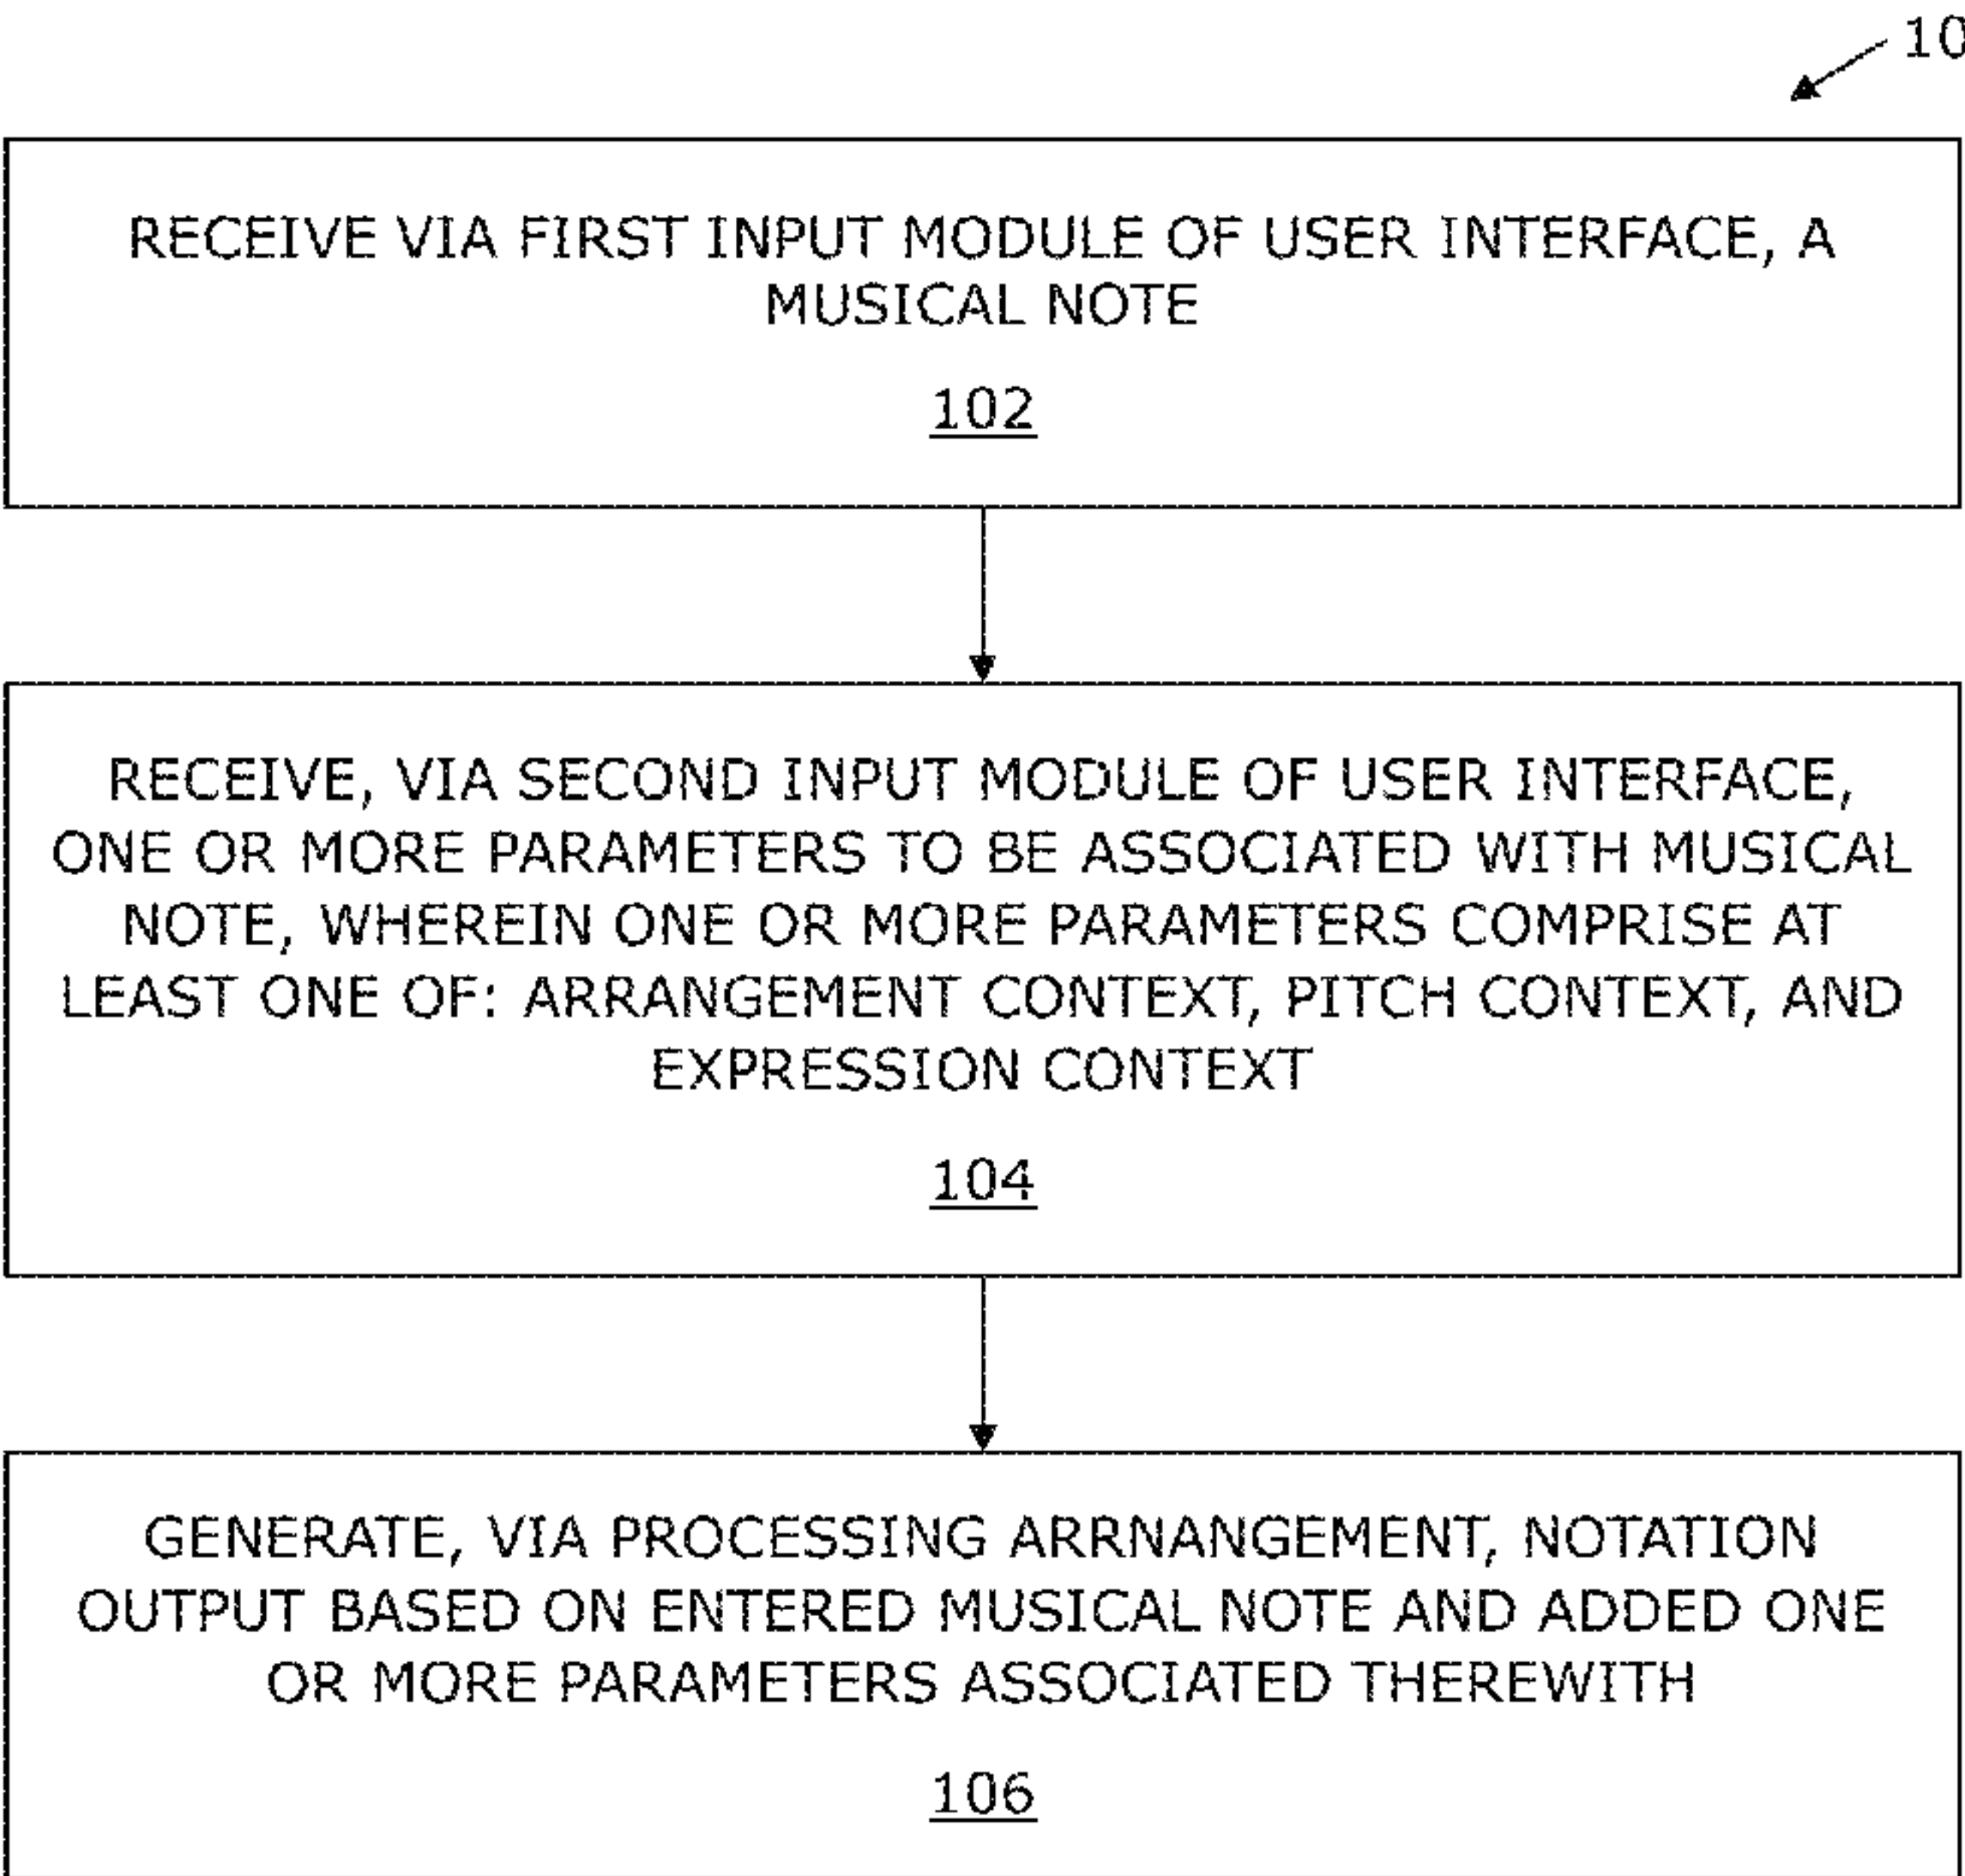 10
RECEIVE VIA FIRST INPUT MODULE OF USER INTERFACE, A
MUSICAL NOTE
102
RECEIVE, VIA SECOND INPUT MODULE OF USER INTERFACE,
ONE OR MORE PARAMETERS TO BE ASSOCIATED WITH MUSICAL
NOTE, WHEREIN ONE OR MORE PARAMETERS COMPRISE AT
LEAST ONE OF: ARRANGEMENT CONTEXT, PITCH CONTEXT, AND
EXPRESSION CONTEXT
104
GENERATE, VIA PROCESSING ARRNANGEMENT, NOTATION
OUTPUT BASED ON ENTERED MUSICAL NOTE AND ADDED ONE
OR MORE PARAMETERS ASSOCIATED THEREWITH
106